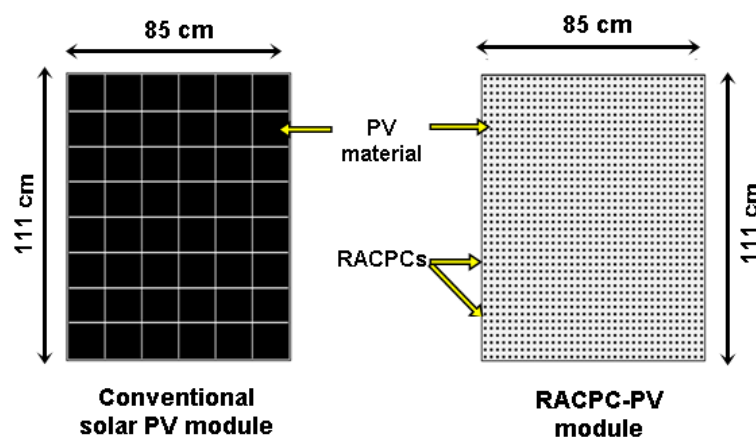 85 cm
85 cm
111 cm
PV
material
RACPCs
111 cm
Conventional
solar PV module
RACPC-PV
module